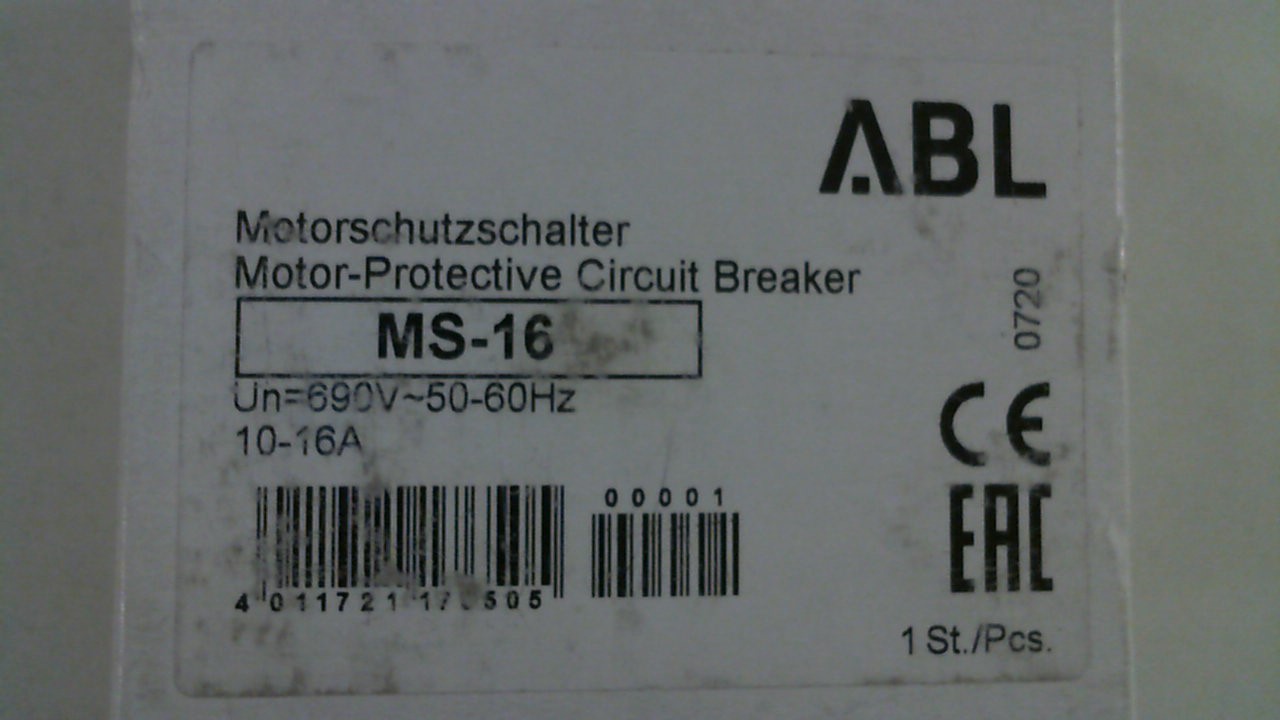 ABL
Motorschutzschalter
Motor-Protective Circuit Breaker
MS-16
0720
Un=690V~50-60Hz
10-16A
CE
EAC
00001
1 St./Pcs.